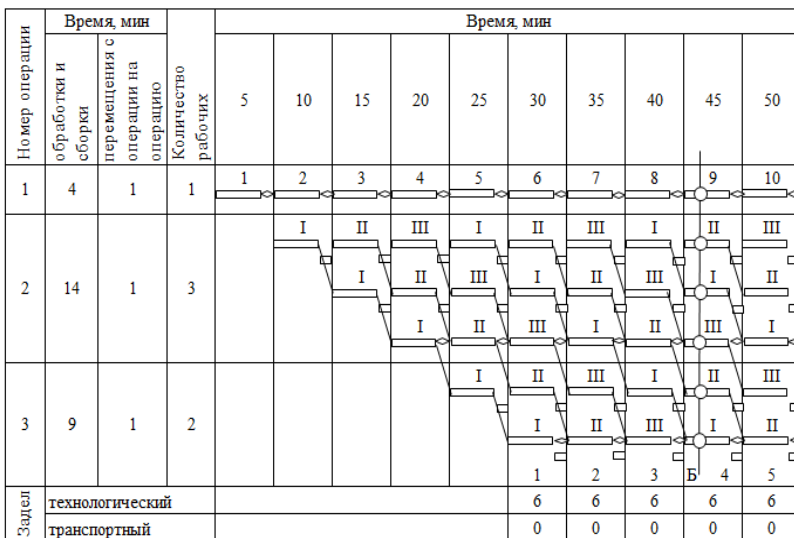 Номер операции
Время, мин
обработки и сборки
перемещения с операции на операцию
Количество рабочих
Время, мин
5 10 15 20 25 30 35 40 45 50
1 4 1 1 1 2 3 4 5 6 7 8 9 10
I II III I II III I II III
2 14 1 3 I II III I II III I II
I II III I II III I
I II III I II III
3 9 1 2 I II III I II
1 2 3 Б 4 5
Задел
технологический 6 6 6 6 6
транспортный 0 0 0 0 0